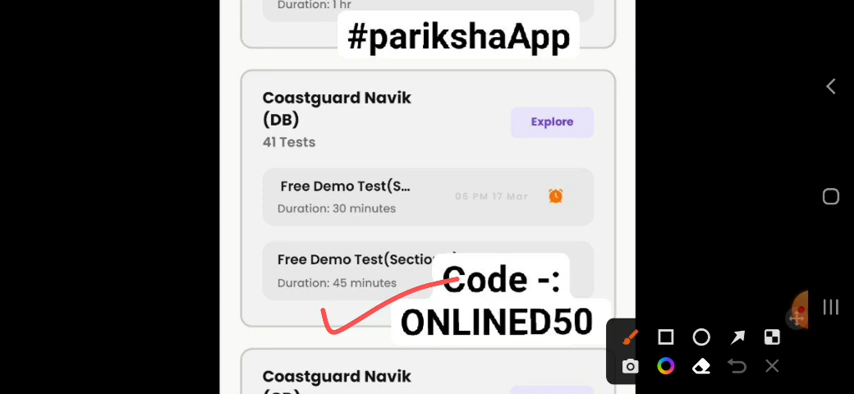 Duration: 1 hr
#parikshaApp
Coastguard Navik
(DB)
41 Tests
Explore
Free Demo Test(S...
Duration: 30 minutes
05 PM 17 Mar
Free Demo Test(Sectio
Duration: 45 minutes
Code -:
ONLINED50
Coastguard Navik